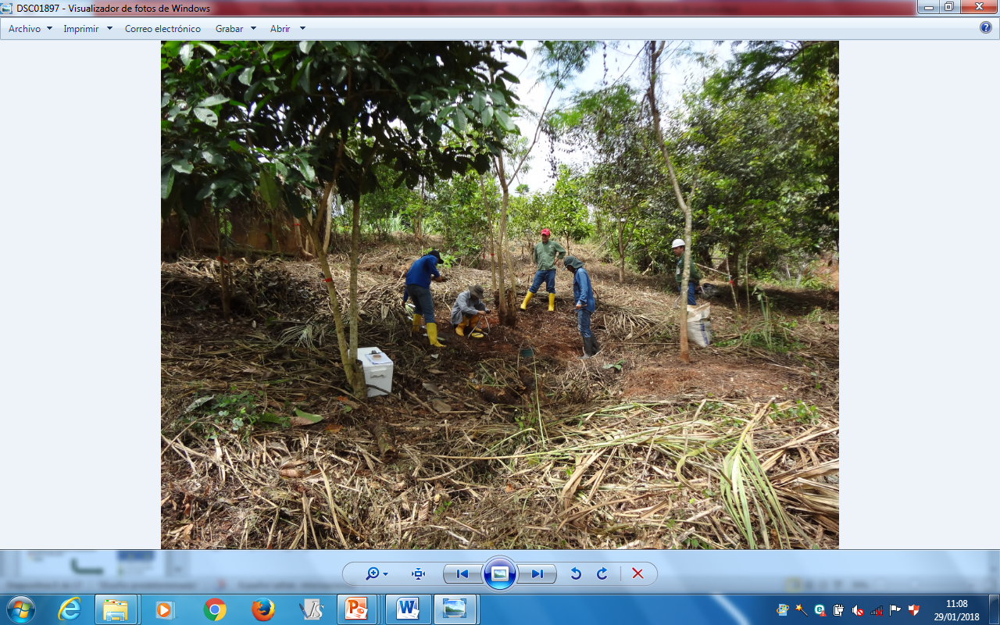 DSC01897 - Visualizador de fotos de Windows
Archivo Imprimir Correo electrónico Grabar Abrir
11:08
29/01/2018